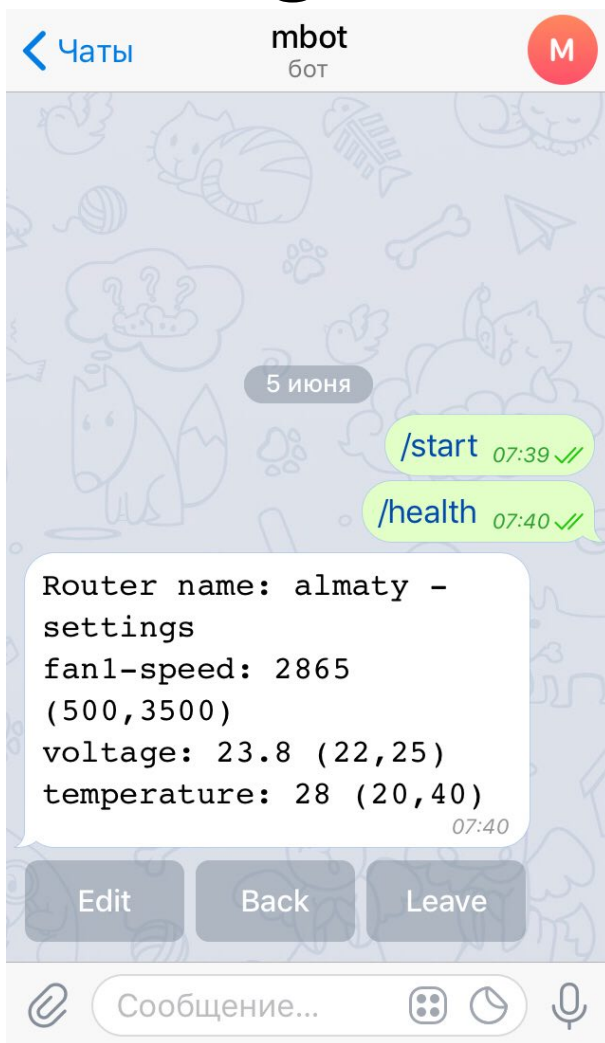 Чаты
mbot
бот
M
5 июня
/start 07:39
/health 07:40
Router name: almaty -
settings
fan1-speed: 2865
(500,3500)
voltage: 23.8 (22,25)
temperature: 28 (20,40)
07:40
Edit Back Leave
Сообщение...